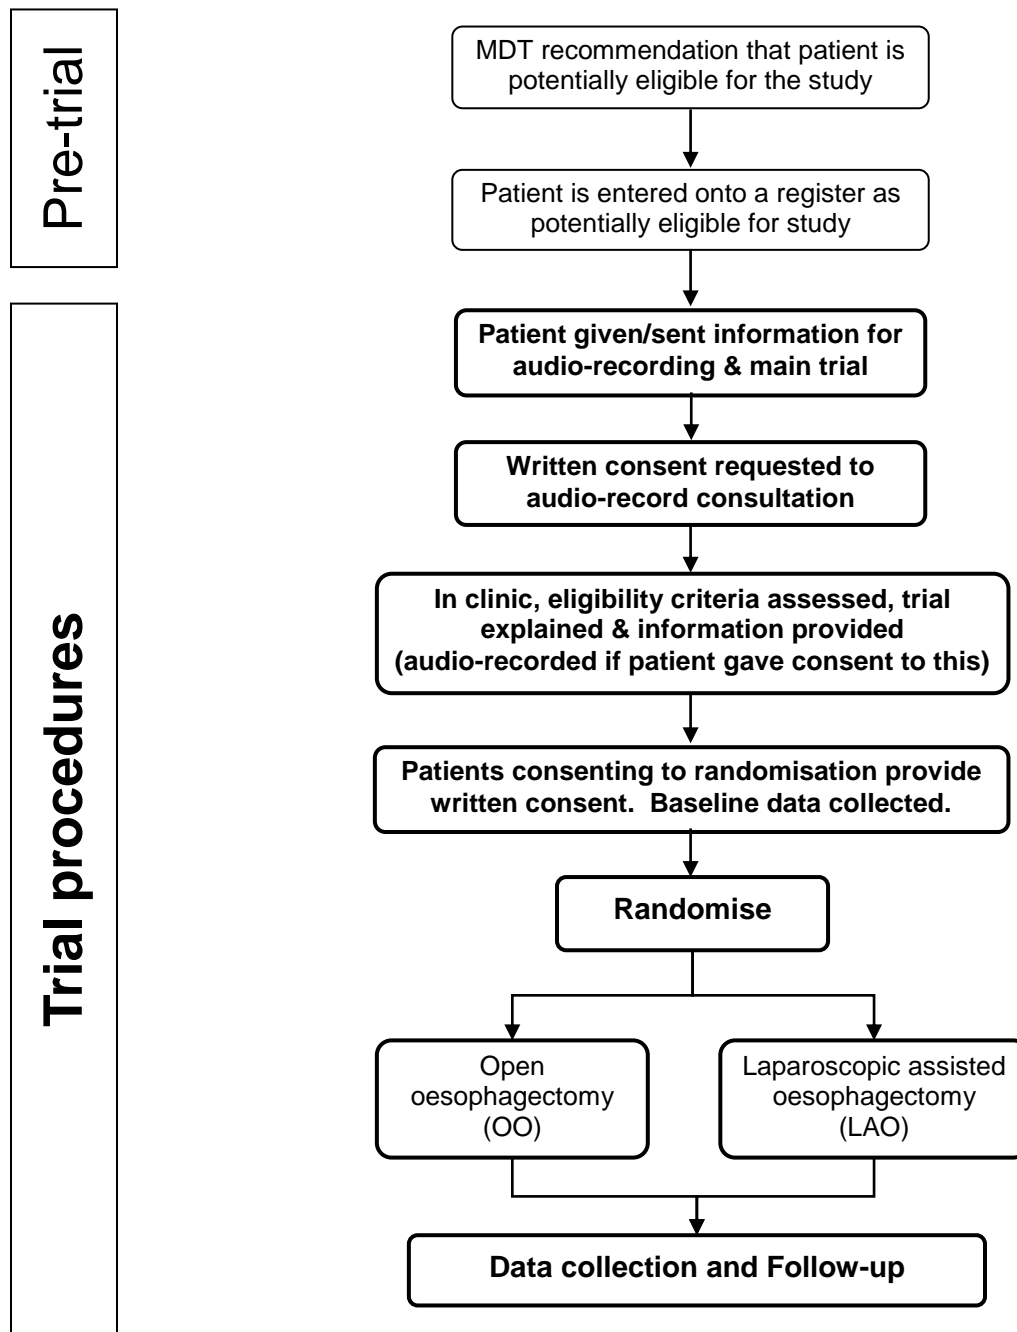 Pre-trial
MDT recommendation that patient is
potentially eligible for the study
Patient is entered onto a register as
potentially eligible for study
Trial procedures
Patient given/sent information for
audio-recording & main trial
Written consent requested to
audio-record consultation
In clinic, eligibility criteria assessed, trial
explained & information provided
(audio-recorded if patient gave consent to this)
Patients consenting to randomisation provide
written consent.  Baseline data collected.
Randomise
Open
oesophagectomy
(OO)
Laparoscopic assisted
oesophagectomy
(LAO)
Data collection and Follow-up